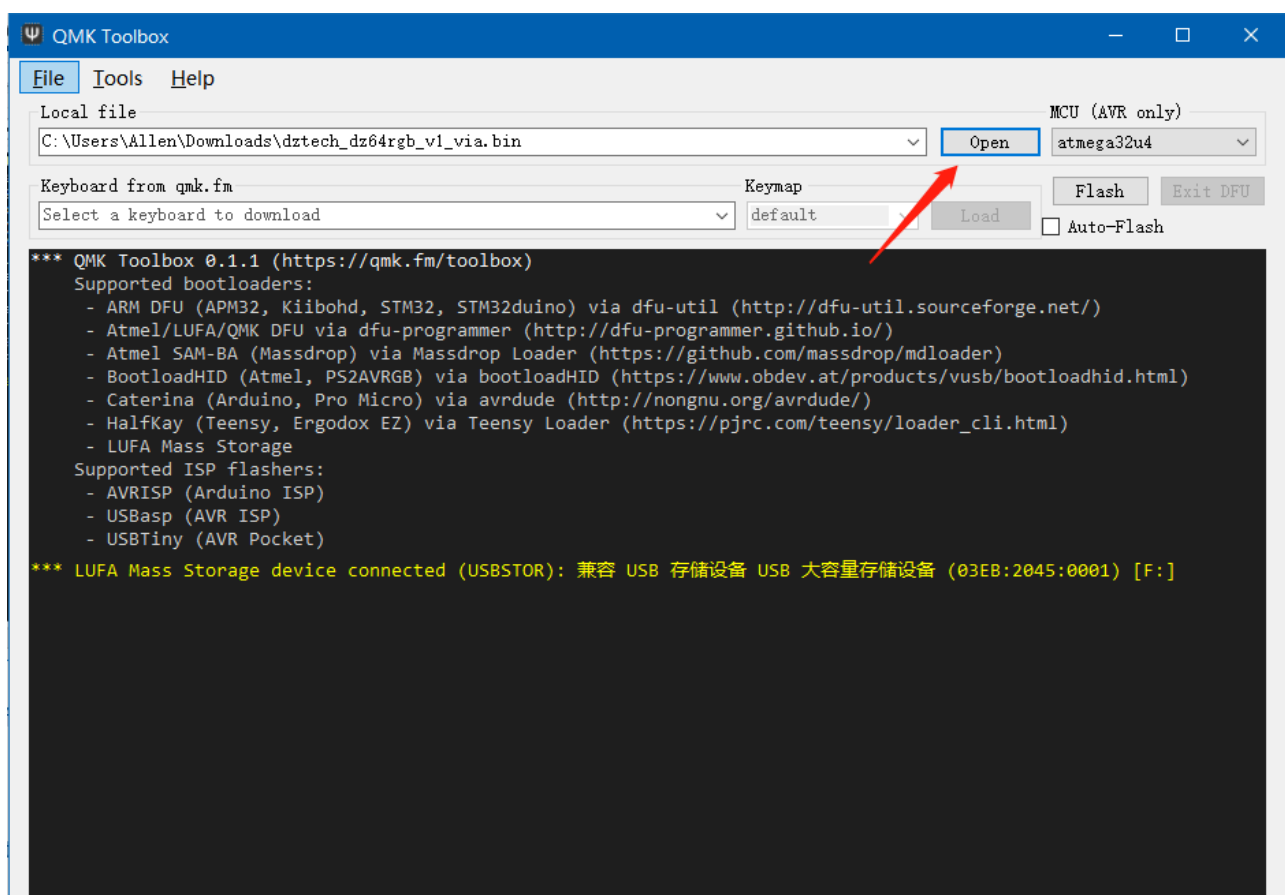 QMK Toolbox
File Tools Help
Local file MCU (AVR only)
C:\Users\Allen\Downloads\dztech_dz64rgb_v1_via.bin Open atmega32u4
Keyboard from qmk.fm Keymap Flash Exit DFU
Select a keyboard to download default Load Auto-Flash
*** QMK Toolbox 0.1.1 (https://qmk.fm/toolbox)
Supported bootloaders:
- ARM DFU (APM32, Kiibohd, STM32, STM32duino) via dfu-util (http://dfu-util.sourceforge.net/)
- Atmel/LUFA/QMK DFU via dfu-programmer (http://dfu-programmer.github.io/)
- Atmel SAM-BA (Massdrop) via Massdrop Loader (https://github.com/massdrop/mdloader)
- BootloadHID (Atmel, PS2AVRGB) via bootloadHID (https://www.obdev.at/products/vusb/bootloadhid.html)
- Caterina (Arduino, Pro Micro) via avrdude (http://nongnu.org/avrdude/)
- HalfKay (Teensy, Ergodox EZ) via Teensy Loader (https://pjrc.com/teensy/loader_cli.html)
- LUFA Mass Storage
Supported ISP flashers:
- AVRISP (Arduino ISP)
- USBasp (AVR ISP)
- USBTiny (AVR Pocket)
*** LUFA Mass Storage device connected (USBSTOR): 兼容 USB 存储设备 USB 大容量存储设备 (03EB:2045:0001) [F:]